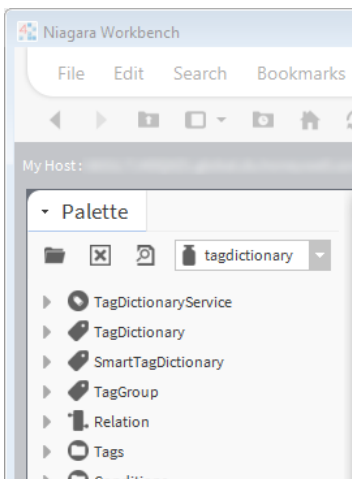 Niagara Workbench
File Edit Search Bookmarks
My Host :
Palette
tagdictionary
TagDictionaryService
TagDictionary
SmartTagDictionary
TagGroup
Relation
Tags